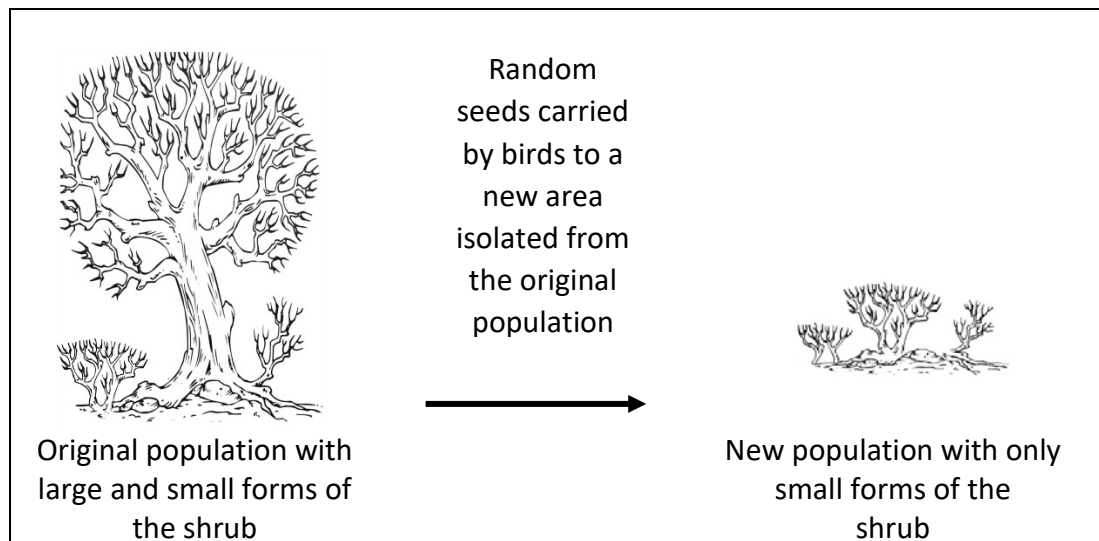 Random
seeds carried
by birds to a
new area
isolated from
the original
population
Original population with
large and small forms of
the shrub
New population with only
small forms of the
shrub